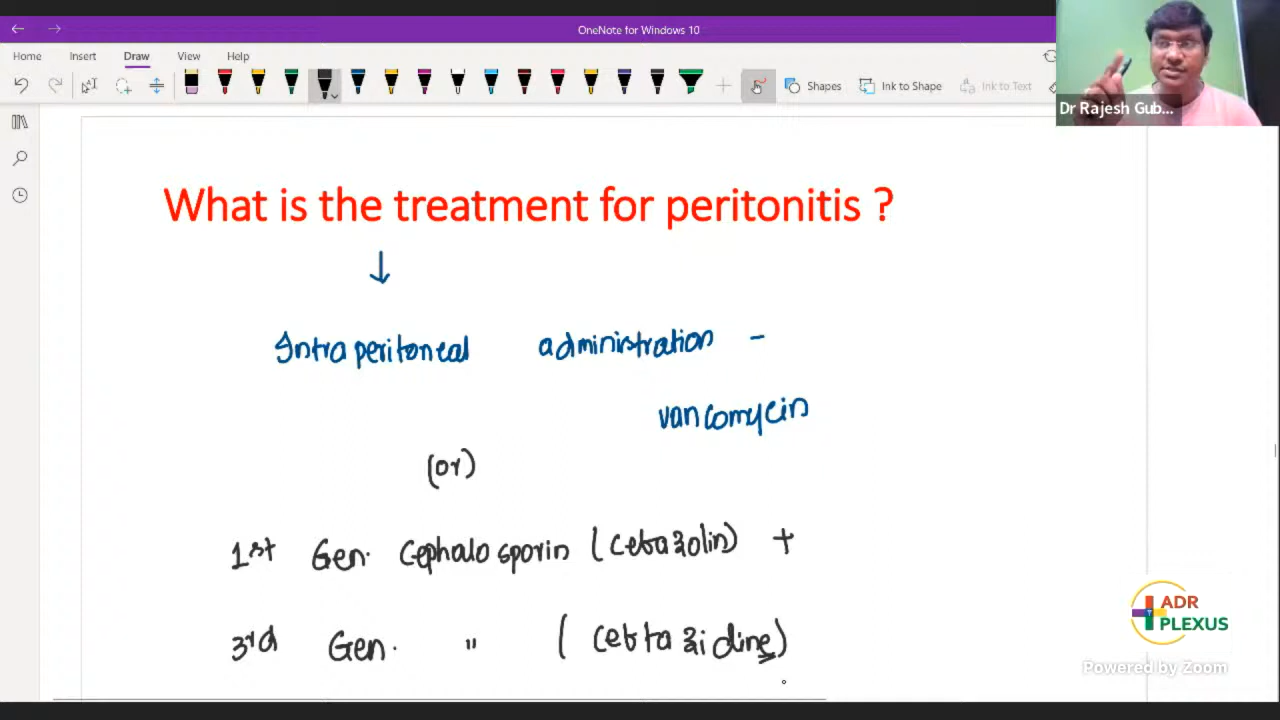 OneNote for Windows 10
Home Insert Draw View Help
Shapes Ink to Shape Ink to Text
Dr Rajesh Gub...
What is the treatment for peritonitis ?
Intraperitoneal administration -
vancomycin
(or)
1st Gen. Cephalosporin (Cefazolin) +
3rd Gen. " (Ceftazidine)
ADR
PLEXUS
Powered by Zoom